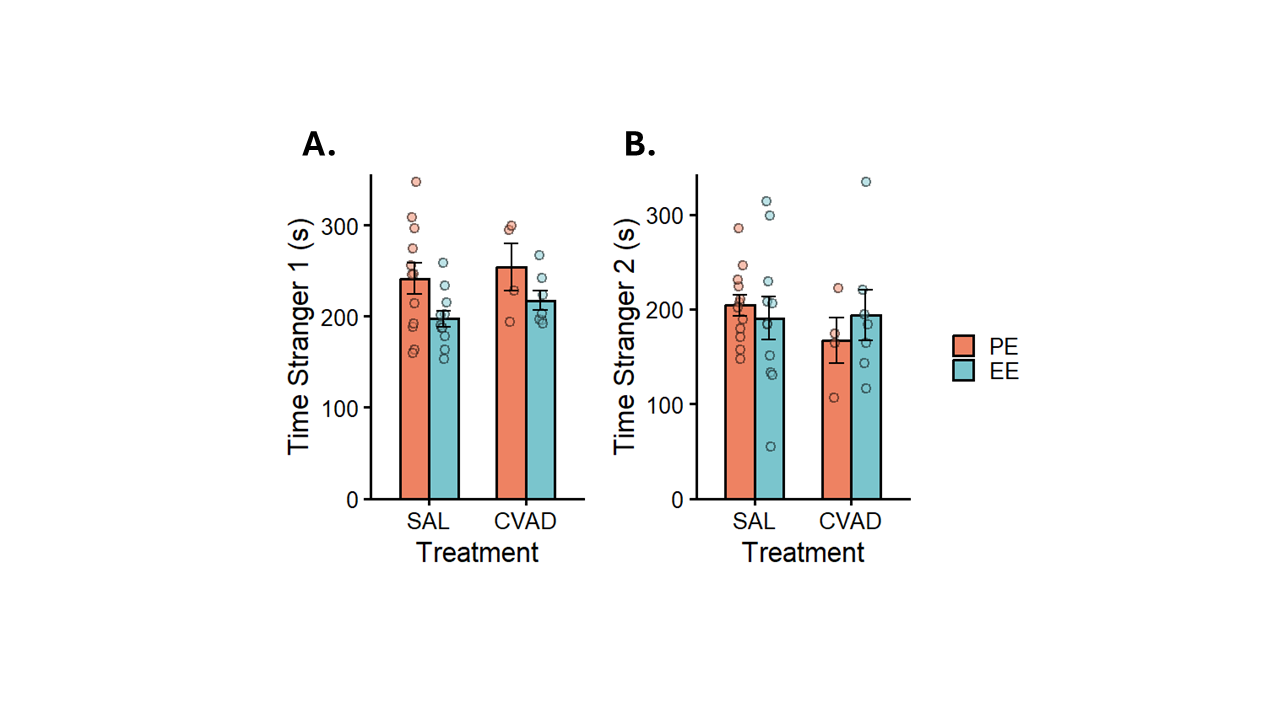 A.
Time Stranger 1 (s)
300
200
100
0
SAL CVAD
Treatment
B.
Time Stranger 2 (s)
300
200
100
0
SAL CVAD
Treatment
PE
EE